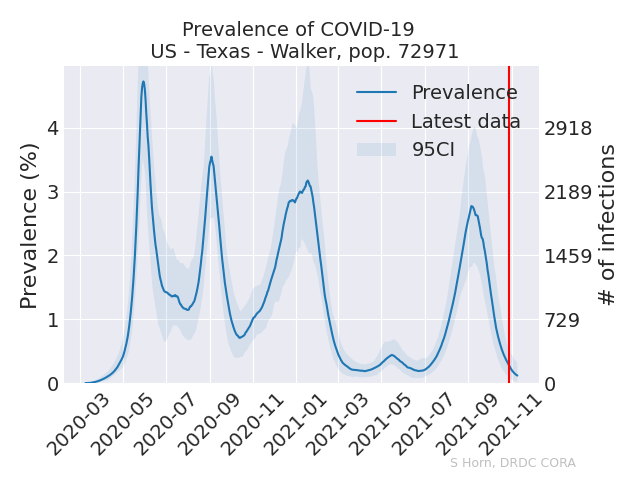 Prevalence of COVID-19
US - Texas - Walker, pop. 72971
Prevalence
Latest data
95CI
Prevalence (%)
4
3
2
1
0
2918
2189
1459
729
0
# of infections
2020-03
2020-05
2020-07
2020-09
2020-11
2021-01
2021-03
2021-05
2021-07
2021-09
2021-11
S Horn, DRDC CORA